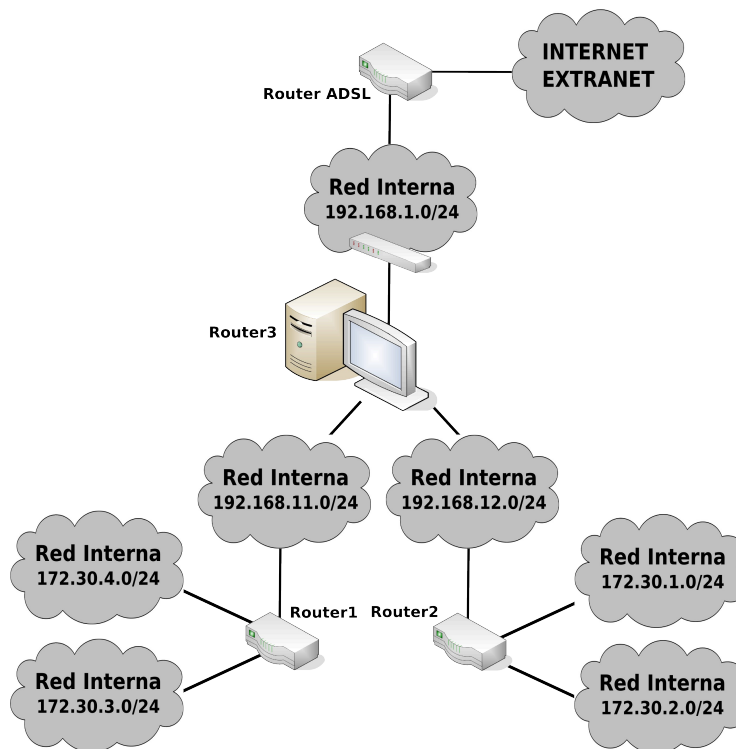 INTERNET
EXTRANET
Router ADSL
Red Interna
192.168.1.0/24
Router3
Red Interna
192.168.11.0/24
Red Interna
192.168.12.0/24
Red Interna
172.30.4.0/24
Red Interna
172.30.1.0/24
Router1
Router2
Red Interna
172.30.3.0/24
Red Interna
172.30.2.0/24